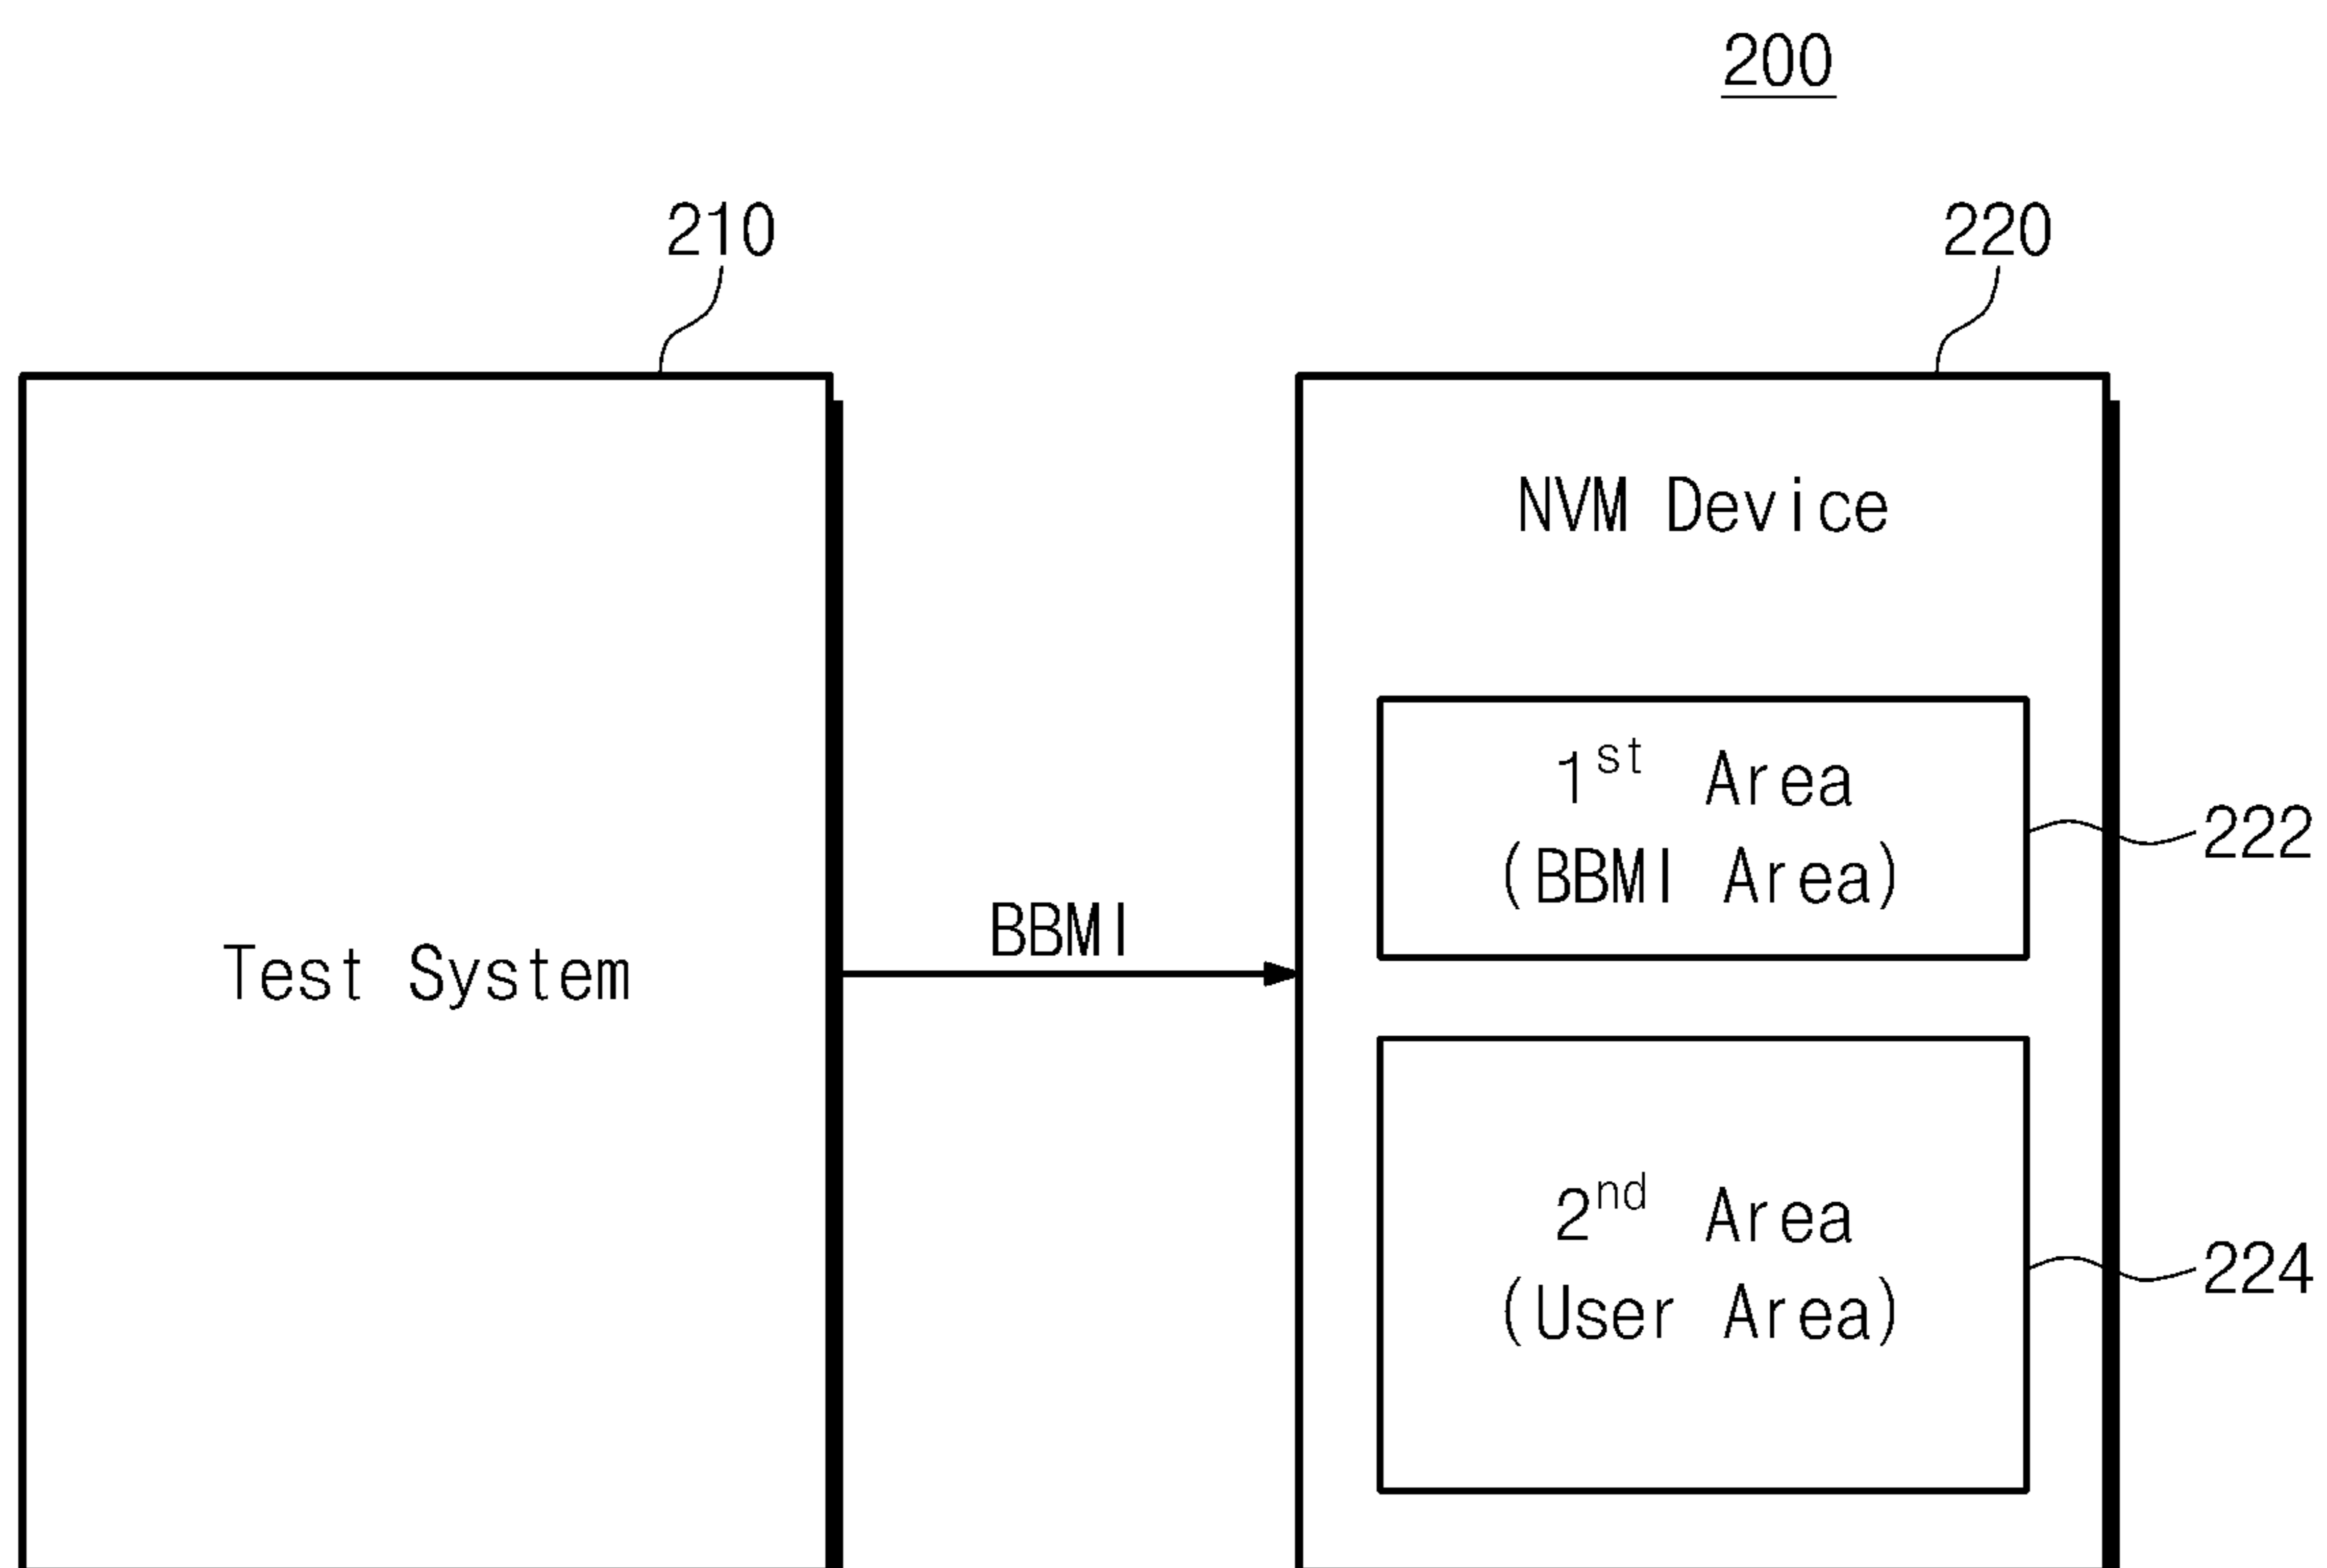 200
210
220
NVM Device
1st Area
(BBMI Area)
222
BBMI
Test System
2nd Area
(User Area)
224